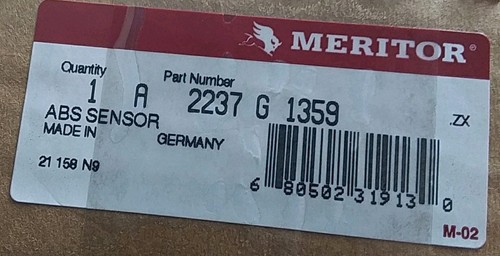 MERITOR®
Quantity Part Number
1 A 2237 G 1359
ABS SENSOR .ZX
MADE IN GERMANY
21 158 N9
6 80502 31913 0
M-02